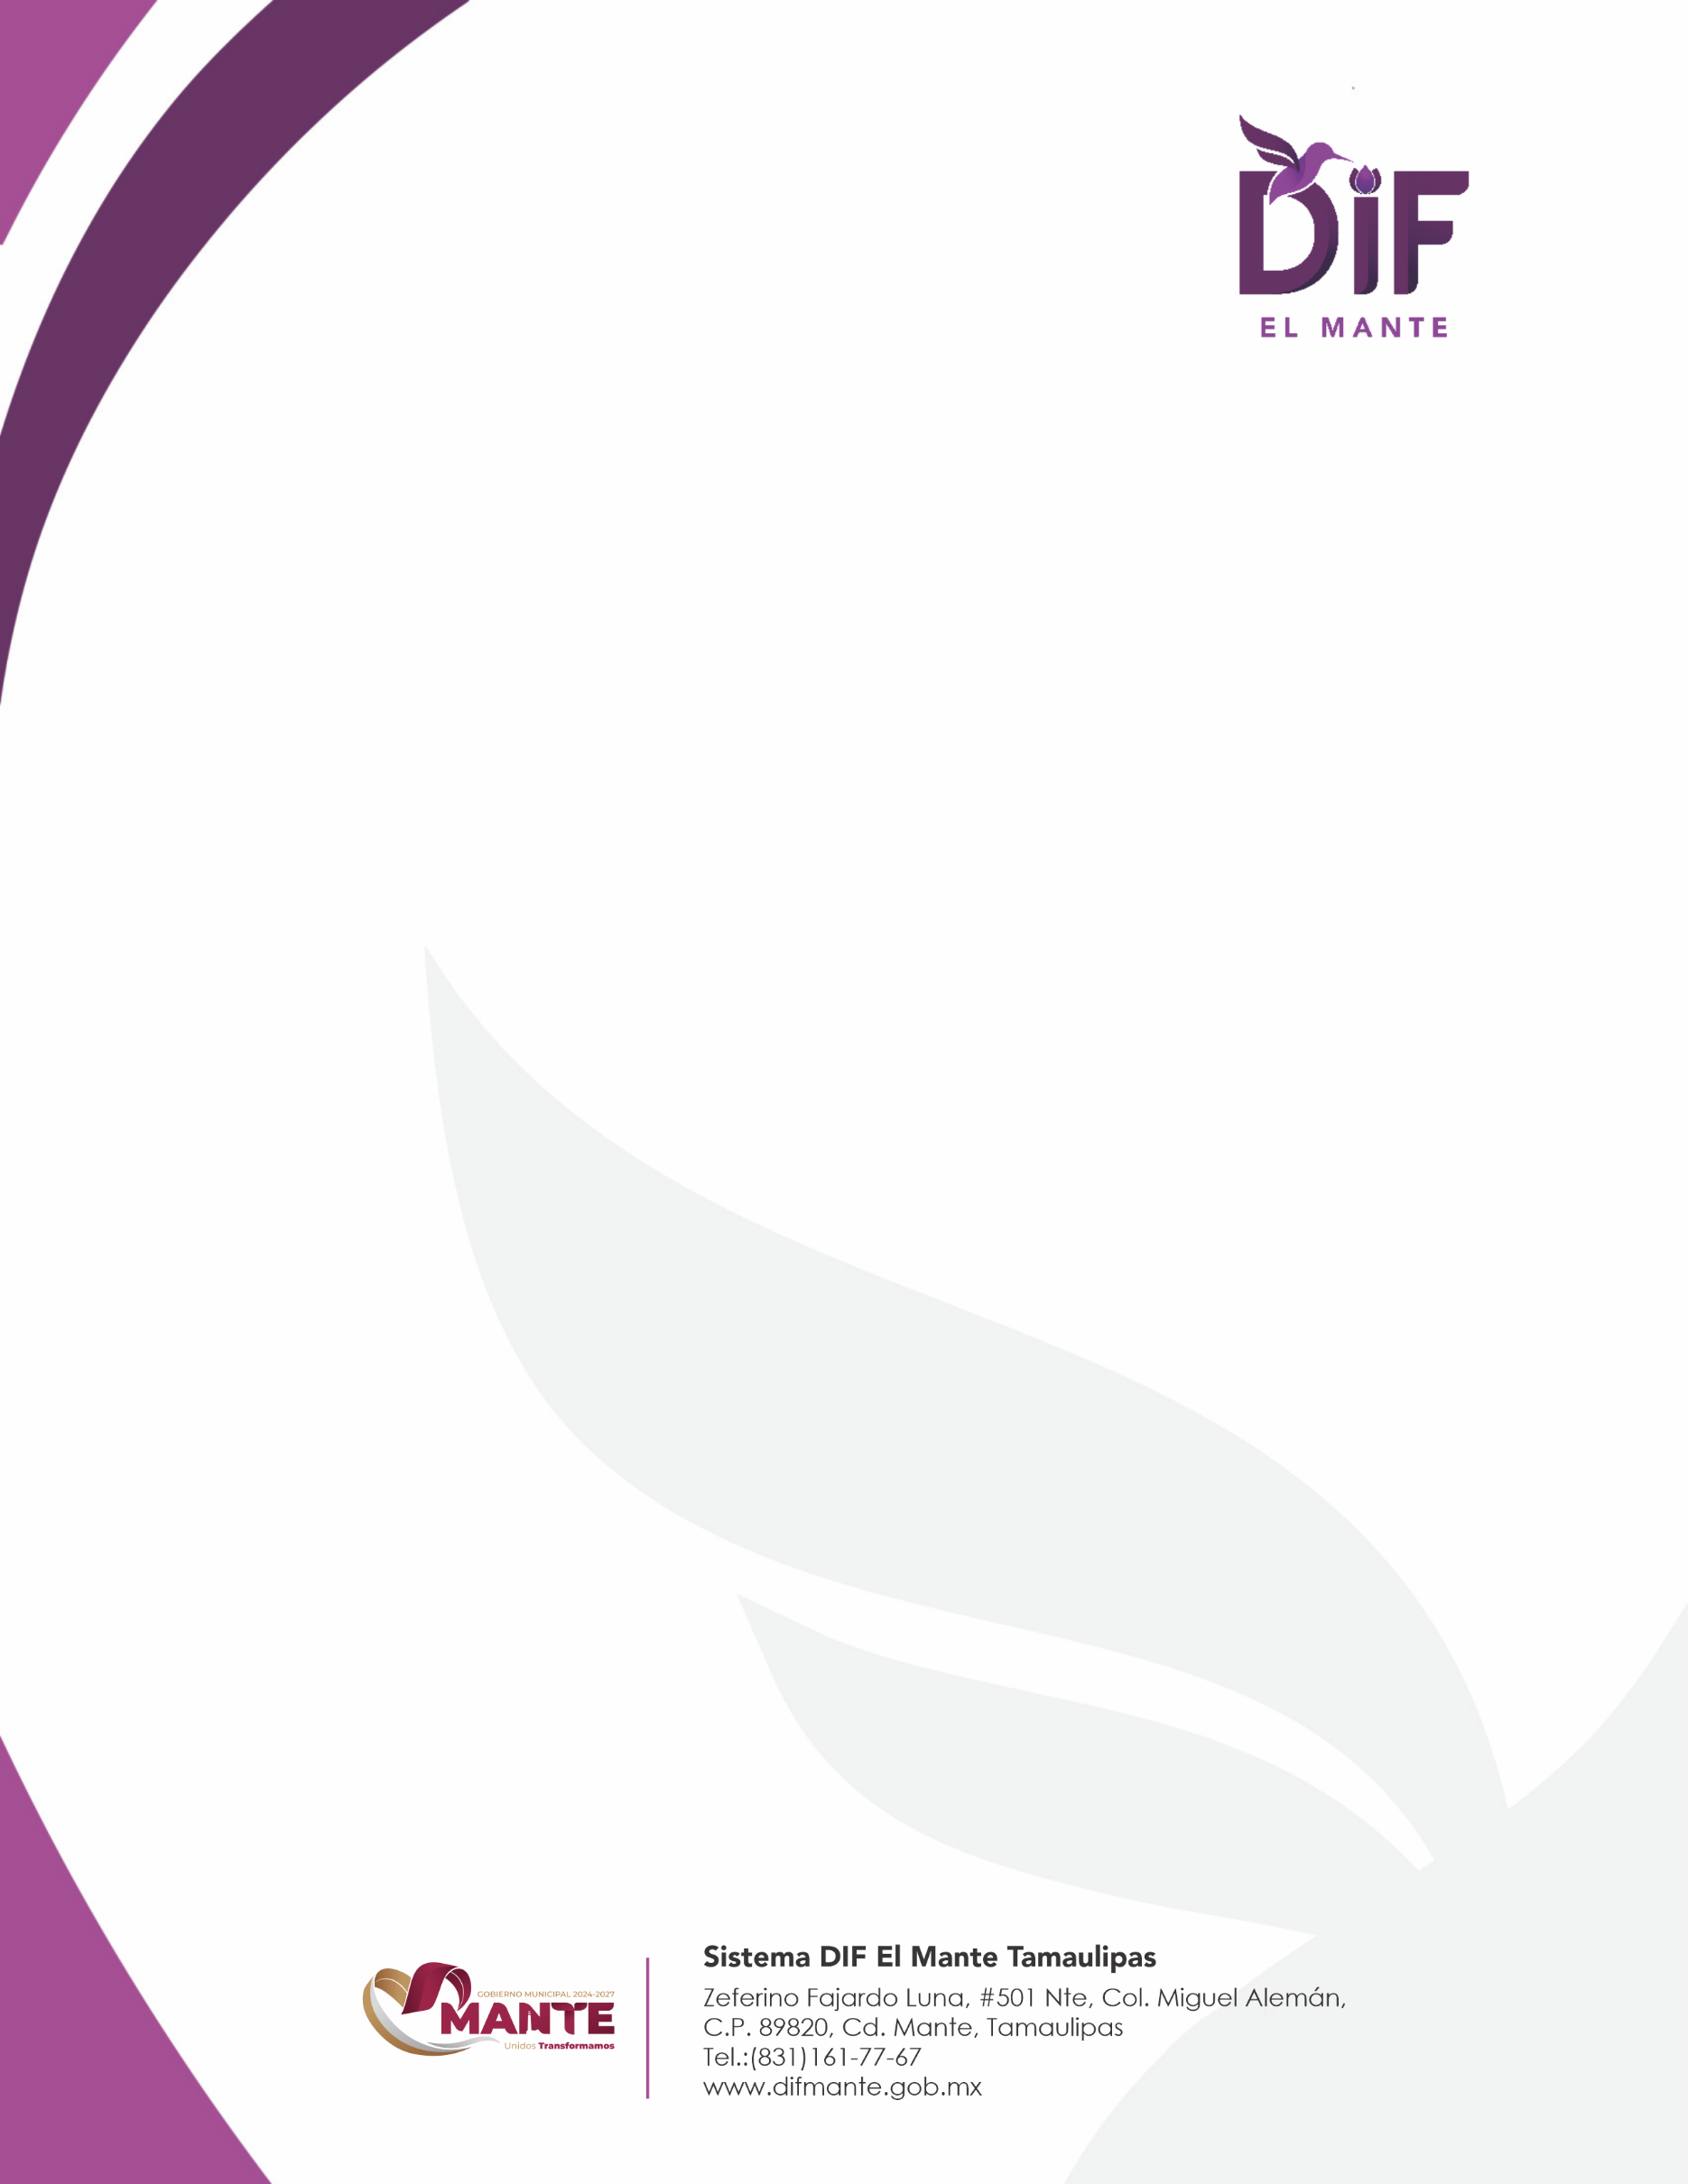 DiF
EL MANTE
GOBIERNO MUNICIPAL 2024-2027
MANTE
Unidos Transformamos
Sistema DIF El Mante Tamaulipas
Zeferino Fajardo Luna, #501 Nte, Col. Miguel Alemán,
C.P. 89820, Cd. Mante, Tamaulipas
Tel.:(831)161-77-67
www.difmante.gob.mx